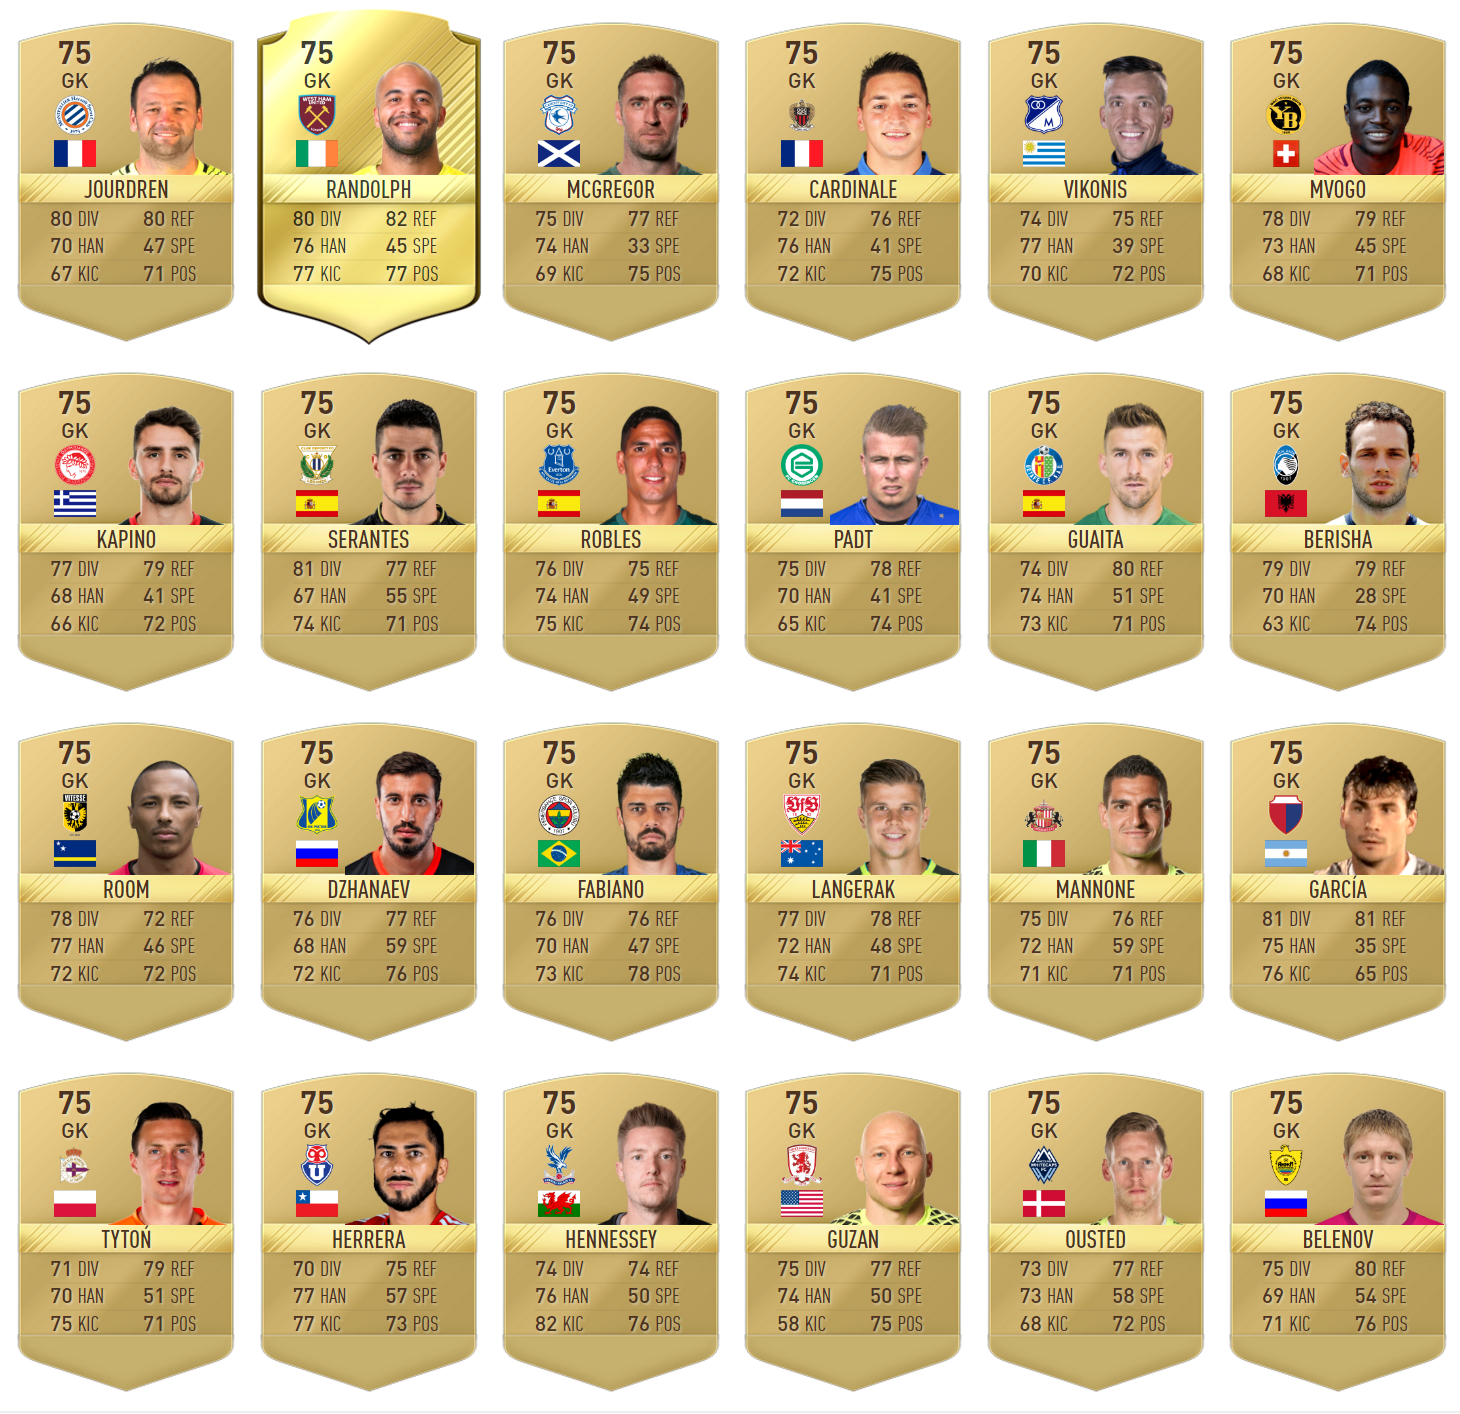 75 75 75 75 75 75
GK GK GK GK GK GK
WEST HAM UNITED
M
YB
JOURDREN RANDOLPH MCGREGOR CARDINALE VIKONIS MVOGO
80 DIV 80 REF 80 DIV 82 REF 75 DIV 77 REF 72 DIV 76 REF 74 DIV 75 REF 78 DIV 79 REF
70 HAN 47 SPE 76 HAN 45 SPE 74 HAN 33 SPE 76 HAN 41 SPE 77 HAN 39 SPE 73 HAN 45 SPE
67 KIC 71 POS 77 KIC 77 POS 69 KIC 75 POS 72 KIC 75 POS 70 KIC 72 POS 68 KIC 71 POS
75 75 75 75 75 75
GK GK GK GK GK GK
Everton
1907
KAPINO SERANTES ROBLES PADT GUAITA BERISHA
77 DIV 79 REF 81 DIV 77 REF 76 DIV 75 REF 75 DIV 78 REF 74 DIV 80 REF 79 DIV 79 REF
68 HAN 41 SPE 67 HAN 55 SPE 74 HAN 49 SPE 70 HAN 41 SPE 74 HAN 51 SPE 70 HAN 28 SPE
66 KIC 72 POS 74 KIC 71 POS 75 KIC 74 POS 65 KIC 74 POS 73 KIC 71 POS 63 KIC 74 POS
75 75 75 75 75 75
GK GK GK GK GK GK
VITESSE
1907
VfB
ROOM DZHANAEV FABIANO LANGERAK MANNONE GARCÍA
78 DIV 72 REF 76 DIV 77 REF 76 DIV 76 REF 77 DIV 78 REF 75 DIV 76 REF 81 DIV 81 REF
77 HAN 46 SPE 68 HAN 59 SPE 70 HAN 47 SPE 72 HAN 48 SPE 72 HAN 59 SPE 75 HAN 35 SPE
72 KIC 72 POS 72 KIC 76 POS 73 KIC 78 POS 74 KIC 71 POS 71 KIC 71 POS 76 KIC 65 POS
75 75 75 75 75 75
GK GK GK GK GK GK
U
WHITECAPS FC
TYTOŃ HERRERA HENNESSEY GUZAN OUSTED BELENOV
71 DIV 79 REF 70 DIV 75 REF 74 DIV 74 REF 75 DIV 77 REF 73 DIV 77 REF 75 DIV 80 REF
70 HAN 51 SPE 77 HAN 57 SPE 76 HAN 50 SPE 74 HAN 50 SPE 73 HAN 58 SPE 69 HAN 54 SPE
75 KIC 71 POS 77 KIC 73 POS 82 KIC 76 POS 58 KIC 75 POS 68 KIC 72 POS 71 KIC 76 POS